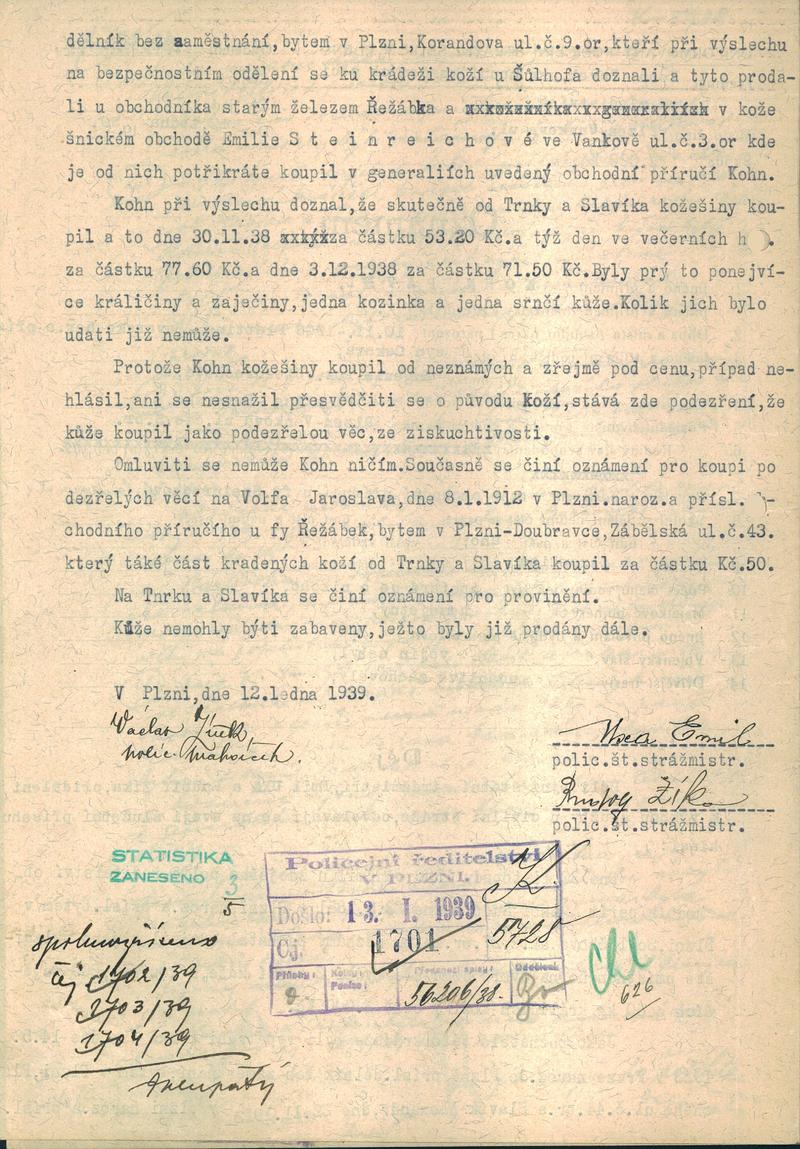 dělník bez aaměstnání,bytem v Plzni,Korandova ul.č.9.or,kteří při výslechu
na bezpečnostním odělení se ku krádeži koží u Šůlhofa doznali a tyto proda-
li u obchodníka starým železem Řežábka a v kože
šnickém obchodě Emilie S t e i n r e i c h o v é ve Vankově ul.č.3.or kde
je od nich potřikráte koupil v generaliích uvedený obchodní příručí Kohn.
Kohn při výslechu doznal,že skutečně od Trnky a Slavíka kožešiny kou-
pil a to dne 30.11.38 za částku 53.20 Kč.a týž den ve večerních h
za částku 77.60 Kč.a dne 3.12.1938 za částku 71.50 Kč.Byly prý to ponejví-
ce králičiny a zaječiny,jedna kozinka a jedna srnčí kůže.Kolik jich bylo
udati již nemůže.
Protože Kohn kožešiny koupil od neznámých a zřejmě pod cenu,případ ne-
hlásil,ani se nesnažil přesvědčiti se o původu koží,stává zde podezření,že
kůže koupil jako podezřelou věc,ze ziskuchtivosti.
Omluviti se nemůže Kohn ničím.Současně se činí oznámení pro koupi po
dezřelých věcí na Volfa Jaroslava,dne 8.1.1912 v Plzni.naroz.a přísl.
chodního příručího u fy Řežábek,bytem v Plzni-Doubravce,Zábělská ul.č.43.
který táké část kradených koží od Trnky a Slavíka koupil za částku Kč.50.
Na Tnrku a Slavíka se činí oznámení pro provinění.
Kůže nemohly býti zabaveny,ježto byly již prodány dále.
V Plzni,dne 12.ledna 1939.
Václav
Emil
polic.št.strážmistr.
Žíka
polic.št.strážmistr.
STATISTIKA
ZANESENO 3
5
Policejní ředitelství
V PLZNI.
Došlo: 13. I. 1939
Čj. 1701
5728
Přílohy:
Předchozí spisy:
Oddělení
56206/38.
626
čj 1702/39
1703/39
1704/39